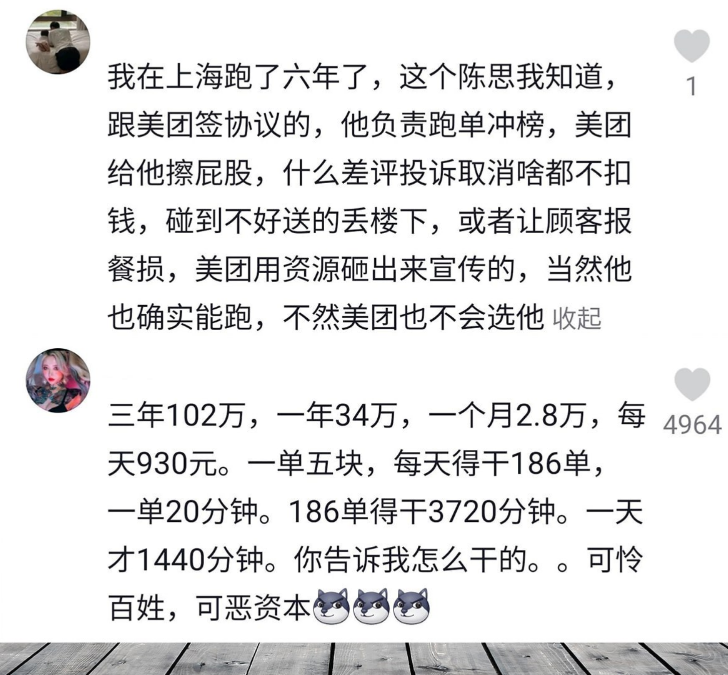 我在上海跑了六年了，这个陈思我知道，
1
跟美团签协议的，他负责跑单冲榜，美团
给他擦屁股，什么差评投诉取消啥都不扣
钱，碰到不好送的丢楼下，或者让顾客报
餐损，美团用资源砸出来宣传的，当然他
也确实能跑，不然美团也不会选他 收起
三年102万，一年34万，一个月2.8万，每
4964
天930元。一单五块，每天得干186单，
一单20分钟。186单得干3720分钟。一天
才1440分钟。你告诉我怎么干的。。可怜
百姓，可恶资本